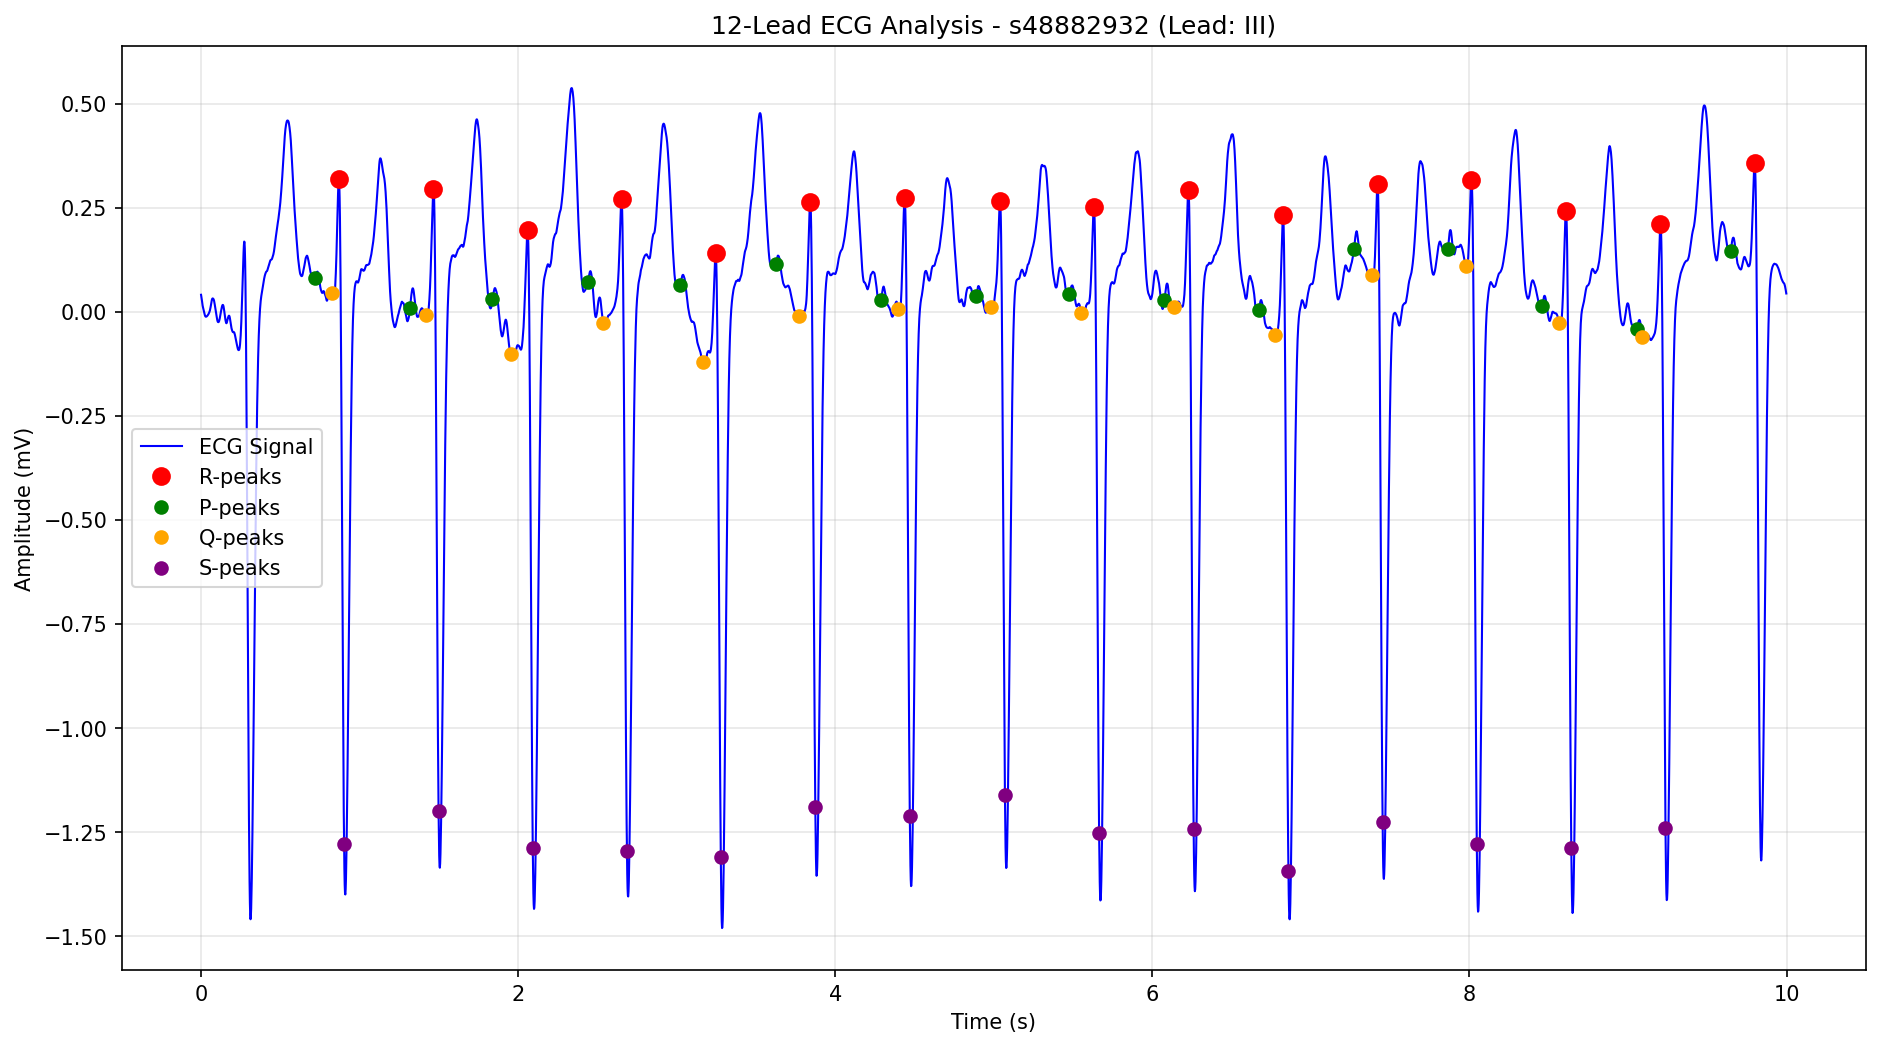 12-Lead ECG Analysis - s48882932 (Lead: III)
Amplitude (mV)
0.50
0.25
0.00
−0.25
−0.50
−0.75
−1.00
−1.25
−1.50
ECG Signal
R-peaks
P-peaks
Q-peaks
S-peaks
0 2 4 6 8 10
Time (s)